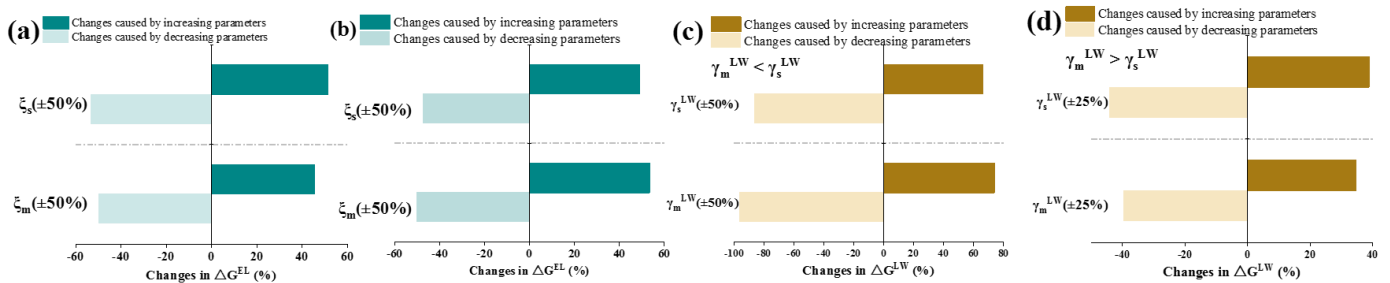 (a)
Changes caused by increasing parameters
Changes caused by decreasing parameters
ξs(±50%)
ξm(±50%)
-60 -40 -20 0 20 40 60
Changes in △G^EL (%)
(b)
Changes caused by increasing parameters
Changes caused by decreasing parameters
ξs(±50%)
ξm(±50%)
-60 -40 -20 0 20 40 60
Changes in △G^EL (%)
(c)
Changes caused by increasing parameters
Changes caused by decreasing parameters
γm^LW < γs^LW
γs^LW(±50%)
γm^LW(±50%)
-100 -80 -60 -40 -20 0 20 40 60 80 100
Changes in △G^LW (%)
(d)
Changes caused by increasing parameters
Changes caused by decreasing parameters
γm^LW > γs^LW
γs^LW(±25%)
γm^LW(±25%)
-40 -20 0 20 40
Changes in △G^LW (%)